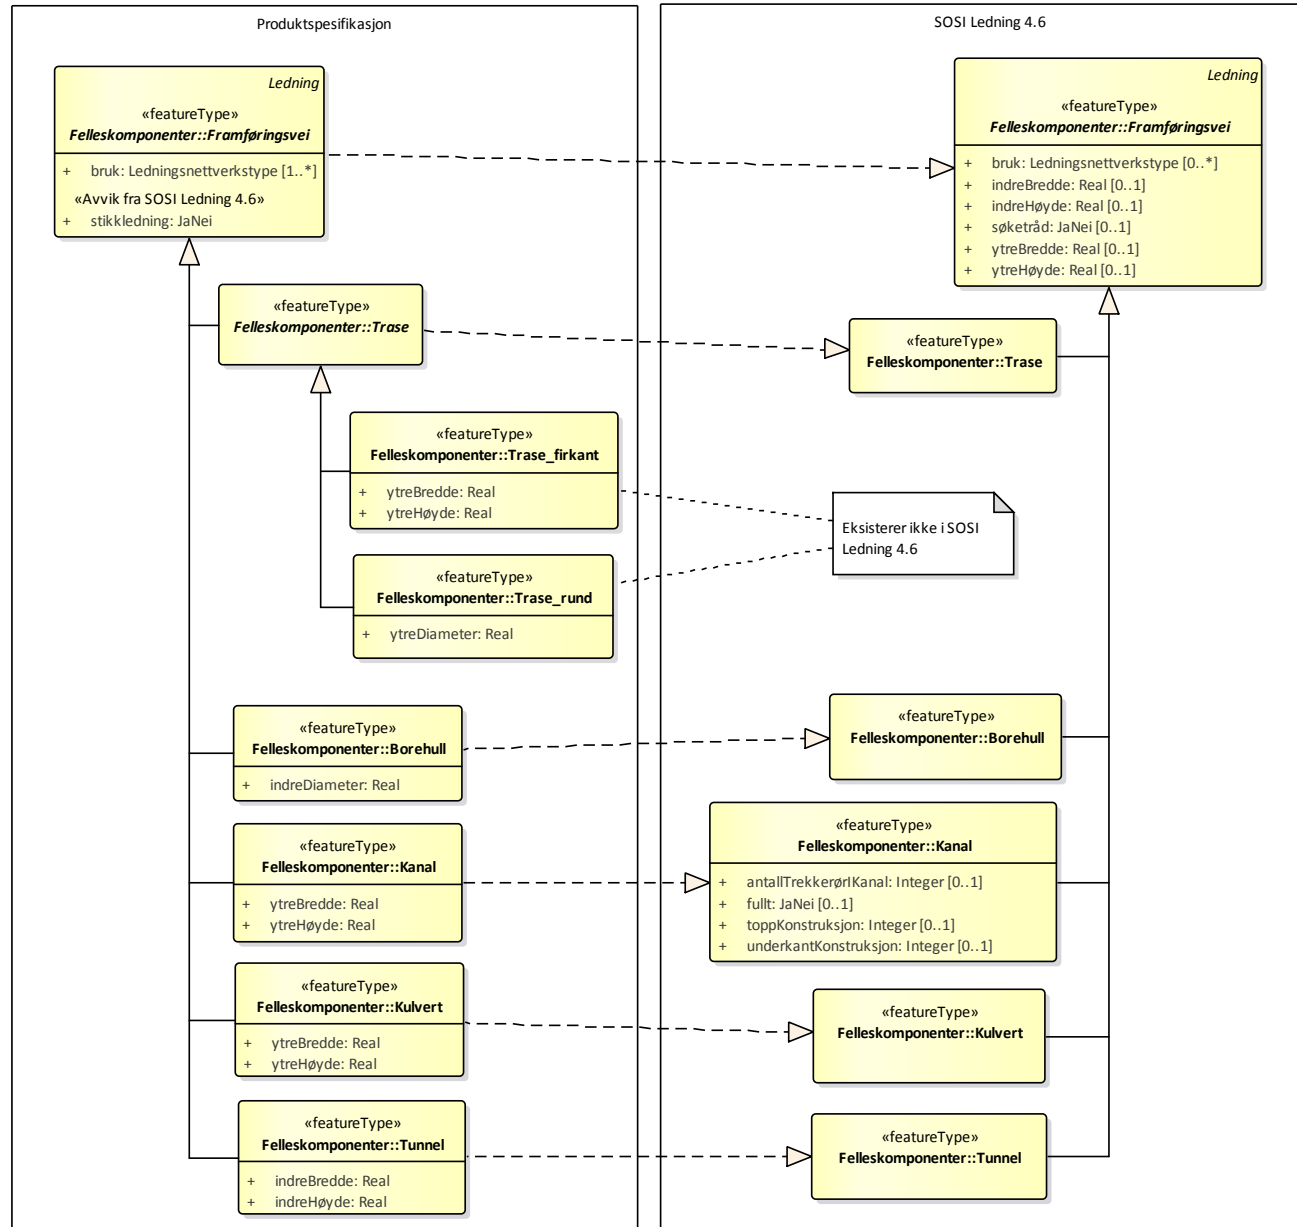 Produktspesifikasjon
Ledning
«featureType»
Felleskomponenter::Framføringsvei
+ bruk: Ledningsnettverkstype [1..*]
«Avvik fra SOSI Ledning 4.6»
+ stikkledning: JaNei
«featureType»
Felleskomponenter::Trase
«featureType»
Felleskomponenter::Trase_firkant
+ ytreBredde: Real
+ ytreHøyde: Real
«featureType»
Felleskomponenter::Trase_rund
+ ytreDiameter: Real
«featureType»
Felleskomponenter::Borehull
+ indreDiameter: Real
«featureType»
Felleskomponenter::Kanal
+ ytreBredde: Real
+ ytreHøyde: Real
«featureType»
Felleskomponenter::Kulvert
+ ytreBredde: Real
+ ytreHøyde: Real
«featureType»
Felleskomponenter::Tunnel
+ indreBredde: Real
+ indreHøyde: Real
SOSI Ledning 4.6
Ledning
«featureType»
Felleskomponenter::Framføringsvei
+ bruk: Ledningsnettverkstype [0..*]
+ indreBredde: Real [0..1]
+ indreHøyde: Real [0..1]
+ søketråd: JaNei [0..1]
+ ytreBredde: Real [0..1]
+ ytreHøyde: Real [0..1]
«featureType»
Felleskomponenter::Trase
Eksisterer ikke i SOSI
Ledning 4.6
«featureType»
Felleskomponenter::Borehull
«featureType»
Felleskomponenter::Kanal
+ antallTrekkerørIKanal: Integer [0..1]
+ fullt: JaNei [0..1]
+ toppKonstruksjon: Integer [0..1]
+ underkantKonstruksjon: Integer [0..1]
«featureType»
Felleskomponenter::Kulvert
«featureType»
Felleskomponenter::Tunnel